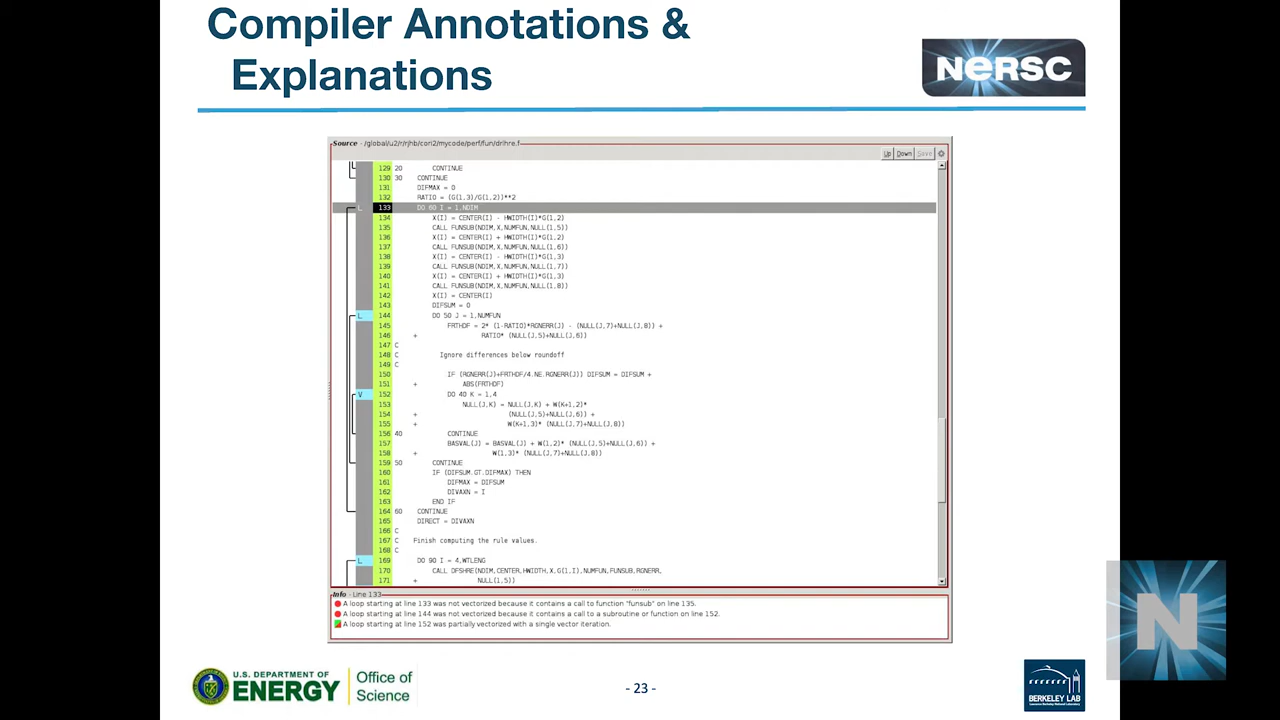 Compiler Annotations &
Explanations
NERSC
Source - /global/u2/r/rjhb/cori2/mycode/perf/fun/drlhre.f
Up Down Save
129 20 CONTINUE
130 30 CONTINUE
131 DIFMAX = 0
132 RATIO = (G(1,3)/G(1,2))**2
L 133 DO 60 I = 1,NDIM
134 X(I) = CENTER(I) - HWIDTH(I)*G(1,2)
135 CALL FUNSUB(NDIM,X,NUMFUN,NULL(1,5))
136 X(I) = CENTER(I) + HWIDTH(I)*G(1,2)
137 CALL FUNSUB(NDIM,X,NUMFUN,NULL(1,6))
138 X(I) = CENTER(I) - HWIDTH(I)*G(1,3)
139 CALL FUNSUB(NDIM,X,NUMFUN,NULL(1,7))
140 X(I) = CENTER(I) + HWIDTH(I)*G(1,3)
141 CALL FUNSUB(NDIM,X,NUMFUN,NULL(1,8))
142 X(I) = CENTER(I)
143 DIFSUM = 0
L 144 DO 50 J = 1,NUMFUN
145 FRTHDF = 2* (1-RATIO)*RGNERR(J) - (NULL(J,7)+NULL(J,8)) +
146 + RATIO* (NULL(J,5)+NULL(J,6))
147 C
148 C Ignore differences below roundoff
149 C
150 IF (RGNERR(J)+FRTHDF/4.NE.RGNERR(J)) DIFSUM = DIFSUM +
151 + ABS(FRTHDF)
V 152 DO 40 K = 1,4
153 NULL(J,K) = NULL(J,K) + W(K+1,2)*
154 + (NULL(J,5)+NULL(J,6)) +
155 + W(K+1,3)* (NULL(J,7)+NULL(J,8))
156 40 CONTINUE
157 BASVAL(J) = BASVAL(J) + W(1,2)* (NULL(J,5)+NULL(J,6)) +
158 + W(1,3)* (NULL(J,7)+NULL(J,8))
159 50 CONTINUE
160 IF (DIFSUM.GT.DIFMAX) THEN
161 DIFMAX = DIFSUM
162 DIVAXN = I
163 END IF
164 60 CONTINUE
165 DIRECT = DIVAXN
166 C
167 C Finish computing the rule values.
168 C
L 169 DO 90 I = 4,WTLENG
170 CALL DFSHRE(NDIM,CENTER,HWIDTH,X,G(1,I),NUMFUN,FUNSUB,RGNERR,
171 + NULL(1,5))
Info - Line 133
A loop starting at line 133 was not vectorized because it contains a call to function "funsub" on line 135.
A loop starting at line 144 was not vectorized because it contains a call to a subroutine or function on line 152.
A loop starting at line 152 was partially vectorized with a single vector iteration.
N
U.S. DEPARTMENT OF
ENERGY
Office of
Science
- 23 -
BERKELEY LAB
Lawrence Berkeley National Laboratory